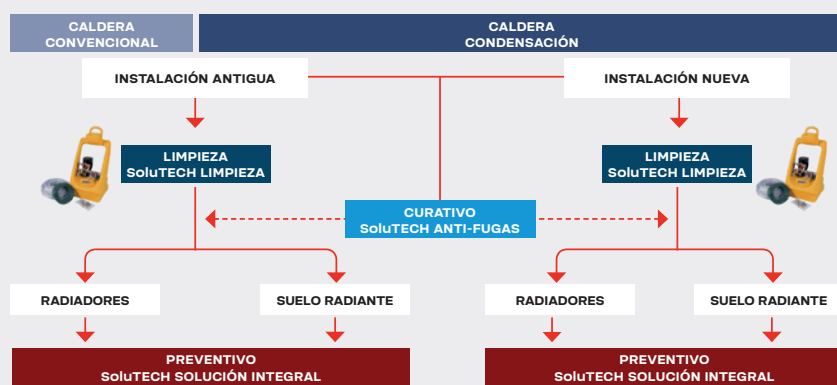 CALDERA
CONVENCIONAL
CALDERA
CONDENSACIÓN
INSTALACIÓN ANTIGUA
INSTALACIÓN NUEVA
LIMPIEZA
SoluTECH LIMPIEZA
LIMPIEZA
SoluTECH LIMPIEZA
CURATIVO
SoluTECH ANTI-FUGAS
RADIADORES
SUELO RADIANTE
RADIADORES
SUELO RADIANTE
PREVENTIVO
SoluTECH SOLUCIÓN INTEGRAL
PREVENTIVO
SoluTECH SOLUCIÓN INTEGRAL